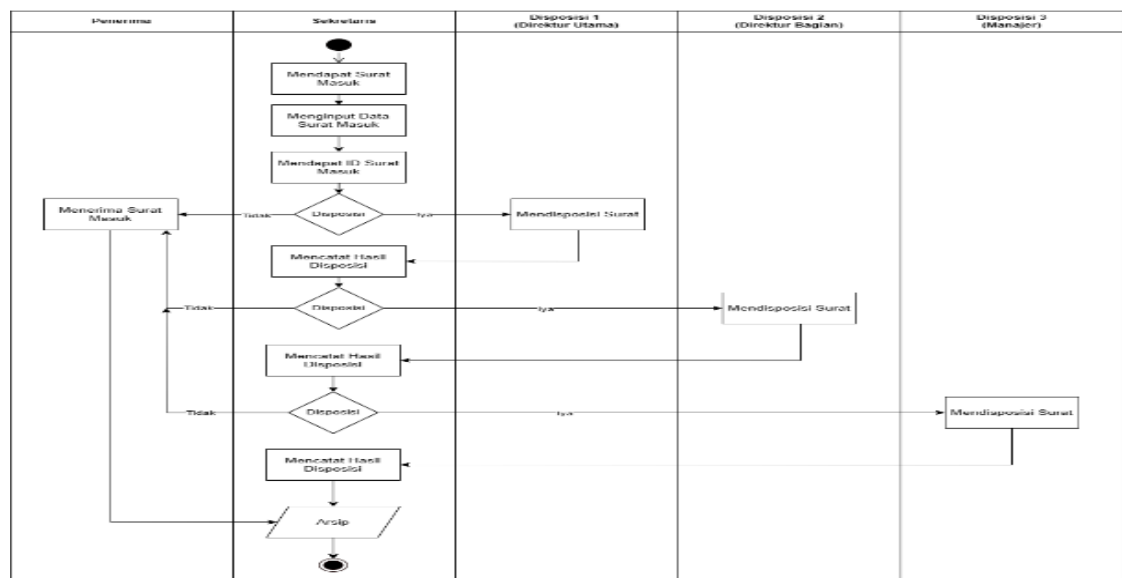 Penerima
Sekretaris
Disposisi 1
(Direktur Utama)
Disposisi 2
(Direktur Bagian)
Disposisi 3
(Manajer)
Mendapat Surat
Masuk
Menginput Data
Surat Masuk
Mendapat ID Surat
Masuk
Menerima Surat
Masuk
Tidak
Disposisi
Iya
Mendisposisi Surat
Mencatat Hasil
Disposisi
Tidak
Disposisi
Iya
Mendisposisi Surat
Mencatat Hasil
Disposisi
Tidak
Disposisi
Iya
Mendisposisi Surat
Mencatat Hasil
Disposisi
Arsip